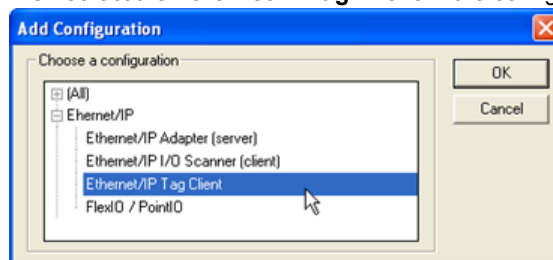 Add Configuration
Choose a configuration
(All)
Ehernet/IP
Ethernet/IP Adapter (server)
Ethernet/IP I/O Scanner (client)
Ethernet/IP Tag Client
FlexIO / PointIO
OK
Cancel